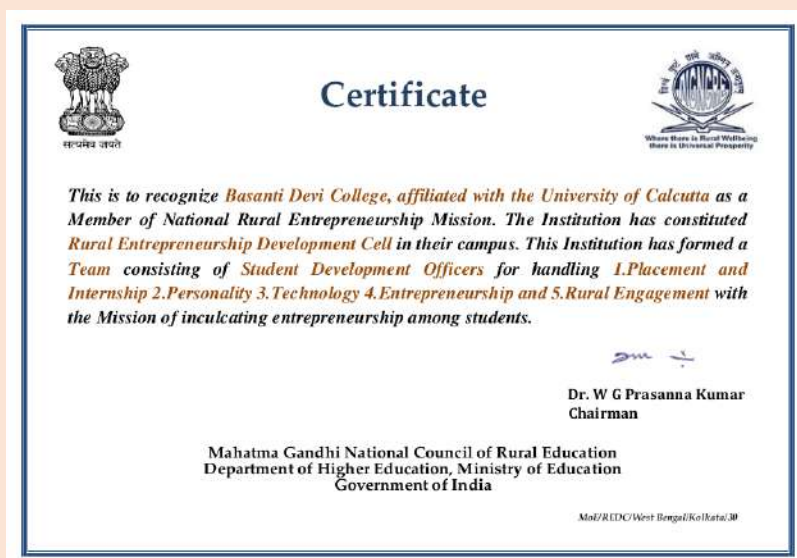 Certificate
सत्यमेव जयते
Where there is Rural Wellbeing
there is Universal Prosperity
This is to recognize Basanti Devi College, affiliated with the University of Calcutta as a
Member of National Rural Entrepreneurship Mission. The Institution has constituted
Rural Entrepreneurship Development Cell in their campus. This Institution has formed a
Team consisting of Student Development Officers for handling 1.Placement and
Internship 2.Personality 3.Technology 4.Entrepreneurship and 5.Rural Engagement with
the Mission of inculcating entrepreneurship among students.
Dr. W G Prasanna Kumar
Chairman
Mahatma Gandhi National Council of Rural Education
Department of Higher Education, Ministry of Education
Government of India
MoE/REDC/West Bengal/Kolkata/30